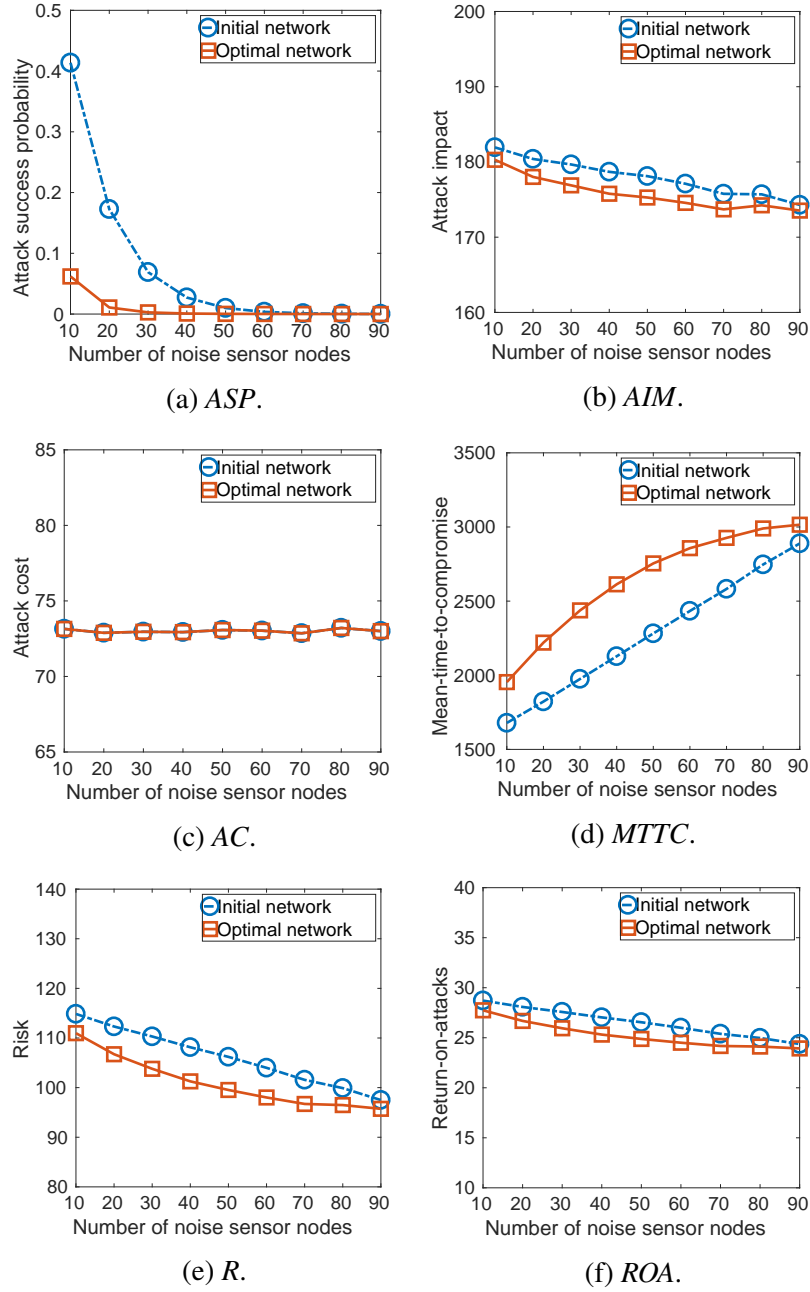 Initial network
Optimal network
0.5
0.4
0.3
0.2
0.1
0
Attack success probability
10 20 30 40 50 60 70 80 90
Number of noise sensor nodes
(a) ASP.
Initial network
Optimal network
200
190
180
170
160
Attack impact
10 20 30 40 50 60 70 80 90
Number of noise sensor nodes
(b) AIM.
Initial network
Optimal network
85
80
75
70
65
Attack cost
10 20 30 40 50 60 70 80 90
Number of noise sensor nodes
(c) AC.
Initial network
Optimal network
3500
3000
2500
2000
1500
Mean-time-to-compromise
10 20 30 40 50 60 70 80 90
Number of noise sensor nodes
(d) MTTC.
Initial network
Optimal network
140
130
120
110
100
90
80
Risk
10 20 30 40 50 60 70 80 90
Number of noise sensor nodes
(e) R.
Initial network
Optimal network
40
35
30
25
20
15
10
Return-on-attacks
10 20 30 40 50 60 70 80 90
Number of noise sensor nodes
(f) ROA.